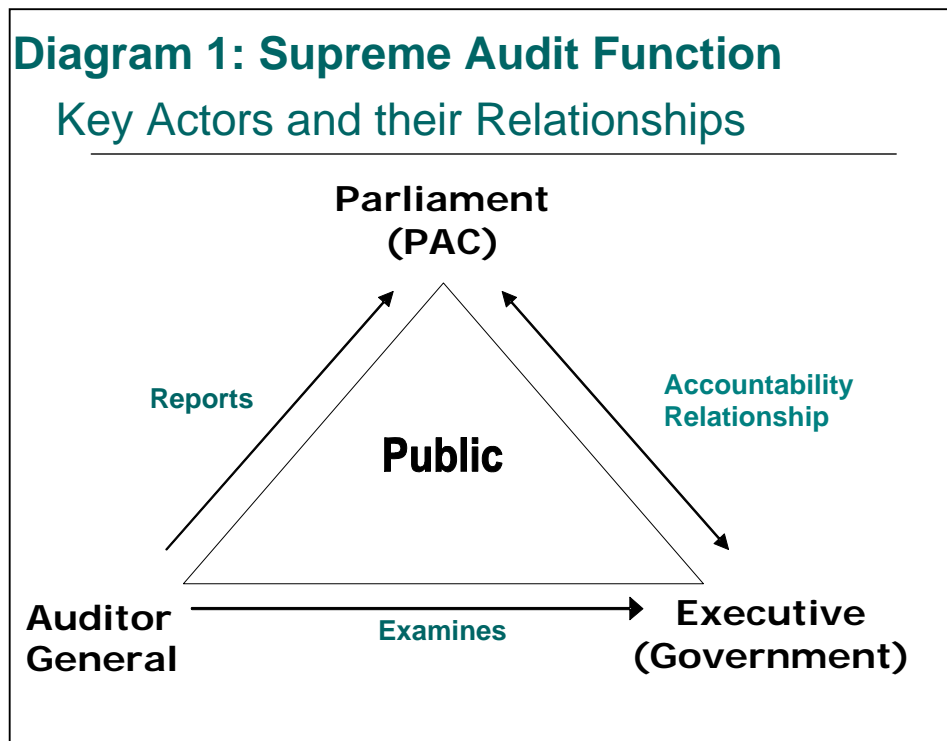 Diagram 1: Supreme Audit Function
Key Actors and their Relationships
Parliament
(PAC)
Reports
Accountability
Relationship
Public
Auditor
General
Examines
Executive
(Government)